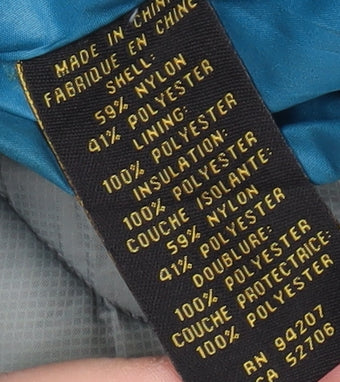 MADE IN CHINA
FABRIQUE EN CHINE
SHELL:
59% NYLON
41% POLYESTER
LINING:
100% POLYESTER
INSULATION:
100% POLYESTER
COUCHE ISOLANTE:
59% NYLON
41% POLYESTER
DOUBLURE:
100% POLYESTER
COUCHE PROTECTRICE:
100% POLYESTER
RN 94207
CA 52706